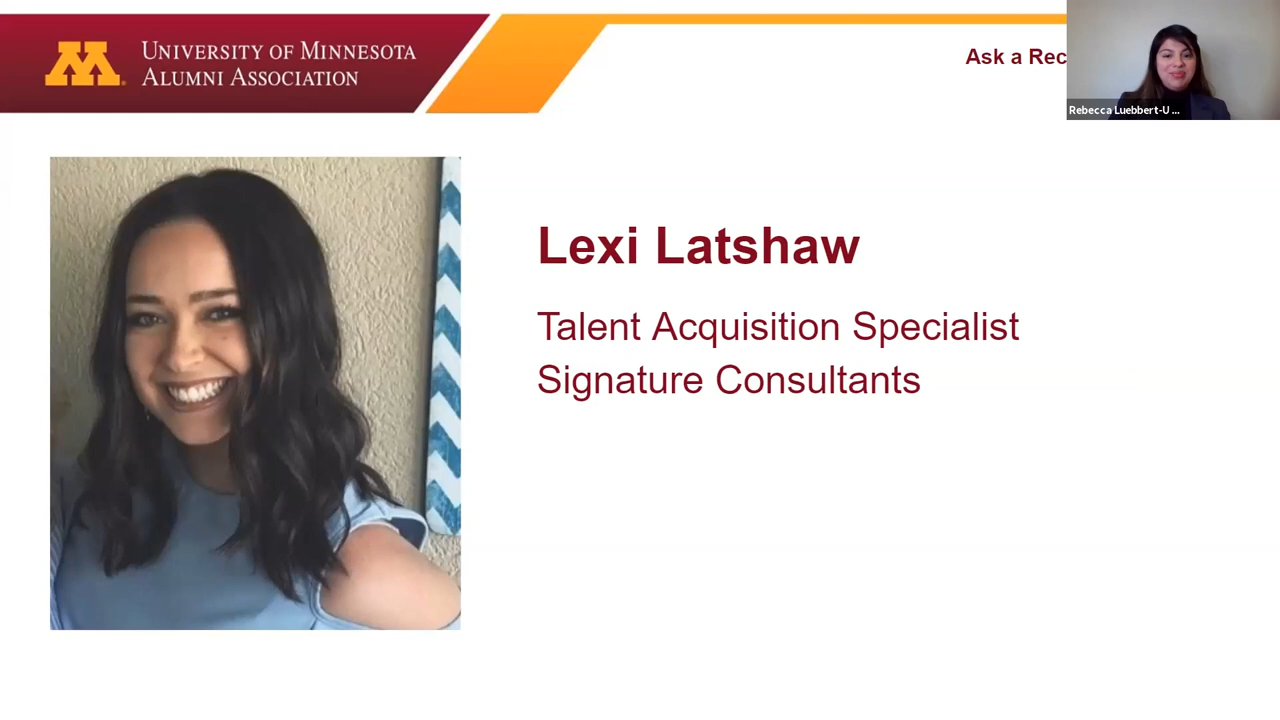 UNIVERSITY OF MINNESOTA
ALUMNI ASSOCIATION
Ask a Rec
Rebecca Luebbert-U ...
Lexi Latshaw
Talent Acquisition Specialist
Signature Consultants